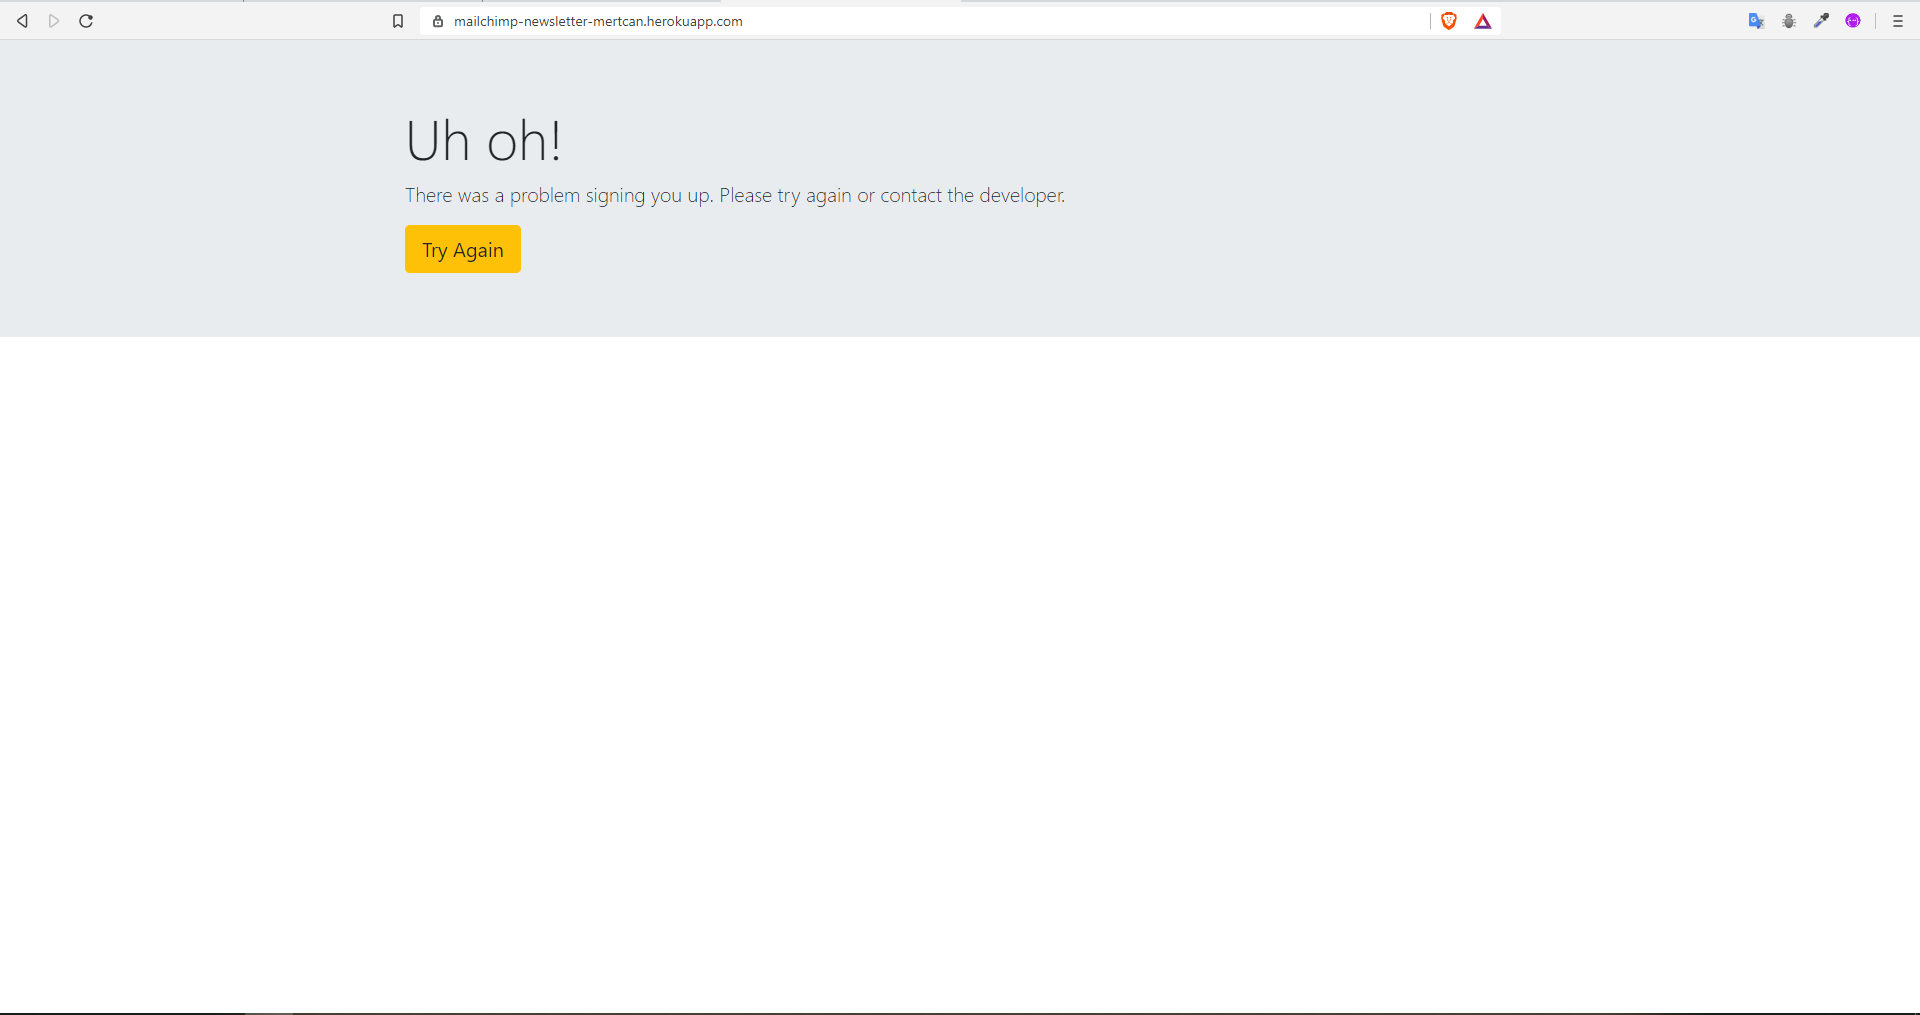 mailchimp-newsletter-mertcan.herokuapp.com
Uh oh!
There was a problem signing you up. Please try again or contact the developer.
Try Again